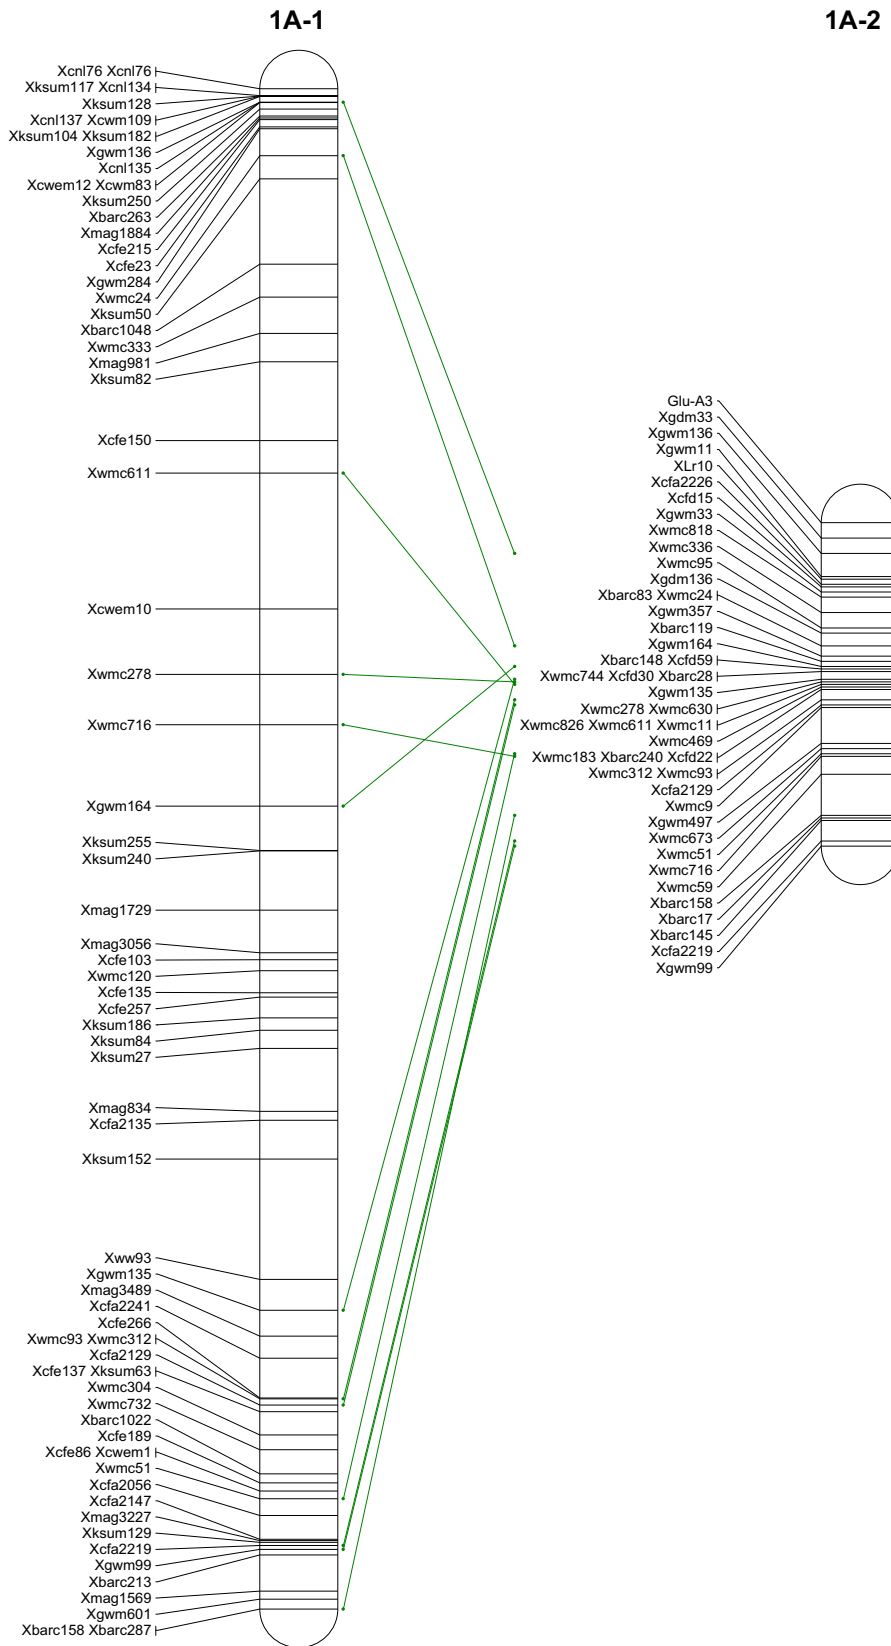 1A-1
Xcnl76 Xcnl76
Xksum117 Xcnl134
Xksum128
Xcnl137 Xcwm109
Xksum104 Xksum182
Xgwm136
Xcnl135
Xcwem12 Xcwm83
Xksum250
Xbarc263
Xmag1884
Xcfe215
Xcfe23
Xgwm284
Xwmc24
Xksum50
Xbarc1048
Xwmc333
Xmag981
Xksum82
Xcfe150
Xwmc611
Xcwem10
Xwmc278
Xwmc716
Xgwm164
Xksum255
Xksum240
Xmag1729
Xmag3056
Xcfe103
Xwmc120
Xcfe135
Xcfe257
Xksum186
Xksum84
Xksum27
Xmag834
Xcfa2135
Xksum152
Xww93
Xgwm135
Xmag3489
Xcfa2241
Xcfe266
Xwmc93 Xwmc312
Xcfa2129
Xcfe137 Xksum63
Xwmc304
Xwmc732
Xbarc1022
Xcfe189
Xcfe86 Xcwem1
Xwmc51
Xcfa2056
Xcfa2147
Xmag3227
Xksum129
Xcfa2219
Xgwm99
Xbarc213
Xmag1569
Xgwm601
Xbarc158 Xbarc287
1A-2
Glu-A3
Xgdm33
Xgwm136
Xgwm11
XLr10
Xcfa2226
Xcfd15
Xgwm33
Xwmc818
Xwmc336
Xwmc95
Xgdm136
Xbarc83 Xwmc24
Xgwm357
Xbarc119
Xgwm164
Xbarc148 Xcfd59
Xwmc744 Xcfd30 Xbarc28
Xgwm135
Xwmc278 Xwmc630
Xwmc826 Xwmc611 Xwmc11
Xwmc469
Xwmc183 Xbarc240 Xcfd22
Xwmc312 Xwmc93
Xcfa2129
Xwmc9
Xgwm497
Xwmc673
Xwmc51
Xwmc716
Xwmc59
Xbarc158
Xbarc17
Xbarc145
Xcfa2219
Xgwm99